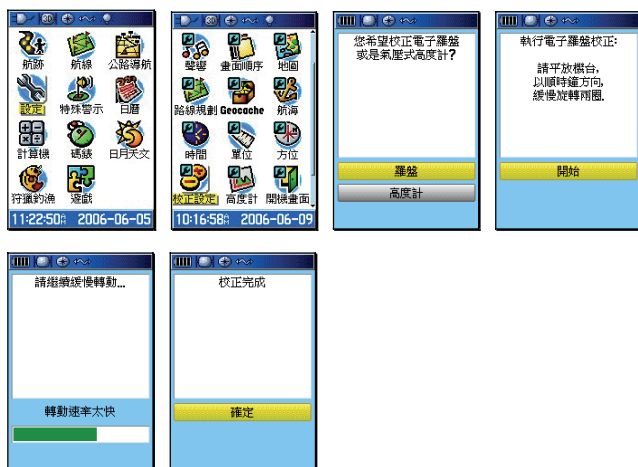 航跡 航線 公路導航
設定 特殊警示 日曆
計算機 碼錶 日月天文
狩獵釣漁 遊戲
11:22:50 2006-06-05
3D
聲響 畫面順序 地圖
路線規劃 Geocache 航海
時間 單位 方位
校正設定 高度計 開機畫面
10:16:58 2006-06-09
您希望校正電子羅盤
或是氣壓式高度計?
羅盤
高度計
執行電子羅盤校正:
請平放機台,
以順時鐘方向,
緩慢旋轉兩圈.
開始
請繼續緩慢轉動...
轉動速率太快
校正完成
確定